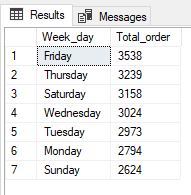 Results Messages
Week_day Total_order
1 Friday 3538
2 Thursday 3239
3 Saturday 3158
4 Wednesday 3024
5 Tuesday 2973
6 Monday 2794
7 Sunday 2624